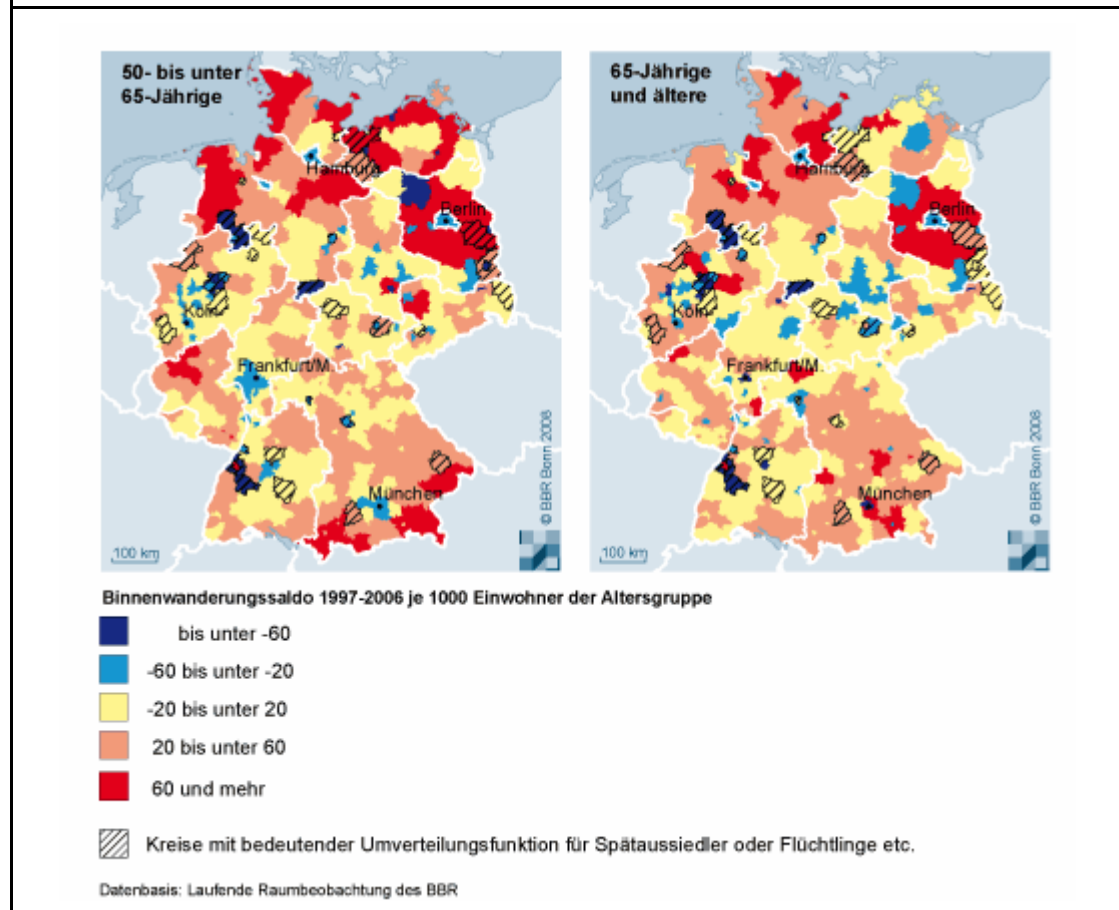 50- bis unter
65-Jährige
Hamburg
Berlin
Köln
Frankfurt/M.
München
100 km
© BBR Bonn 2008
65-Jährige
und ältere
Hamburg
Berlin
Köln
Frankfurt/M.
München
100 km
© BBR Bonn 2008
Binnenwanderungssaldo 1997-2006 je 1000 Einwohner der Altersgruppe
bis unter -60
-60 bis unter -20
-20 bis unter 20
20 bis unter 60
60 und mehr
Kreise mit bedeutender Umverteilungsfunktion für Spätaussiedler oder Flüchtlinge etc.
Datenbasis: Laufende Raumbeobachtung des BBR